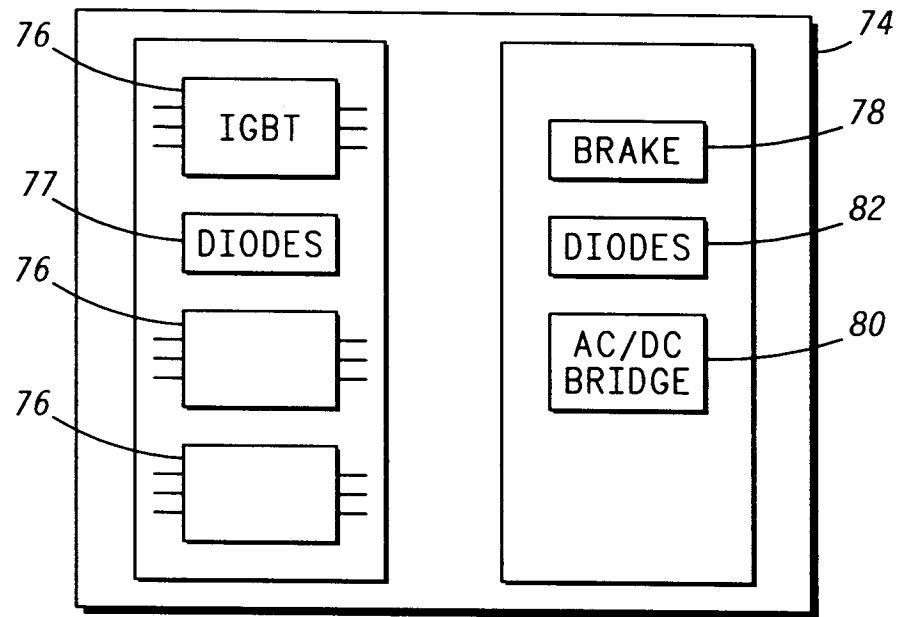 76
IGBT
77
DIODES
76
76
74
BRAKE
78
DIODES
82
AC/DC
BRIDGE
80